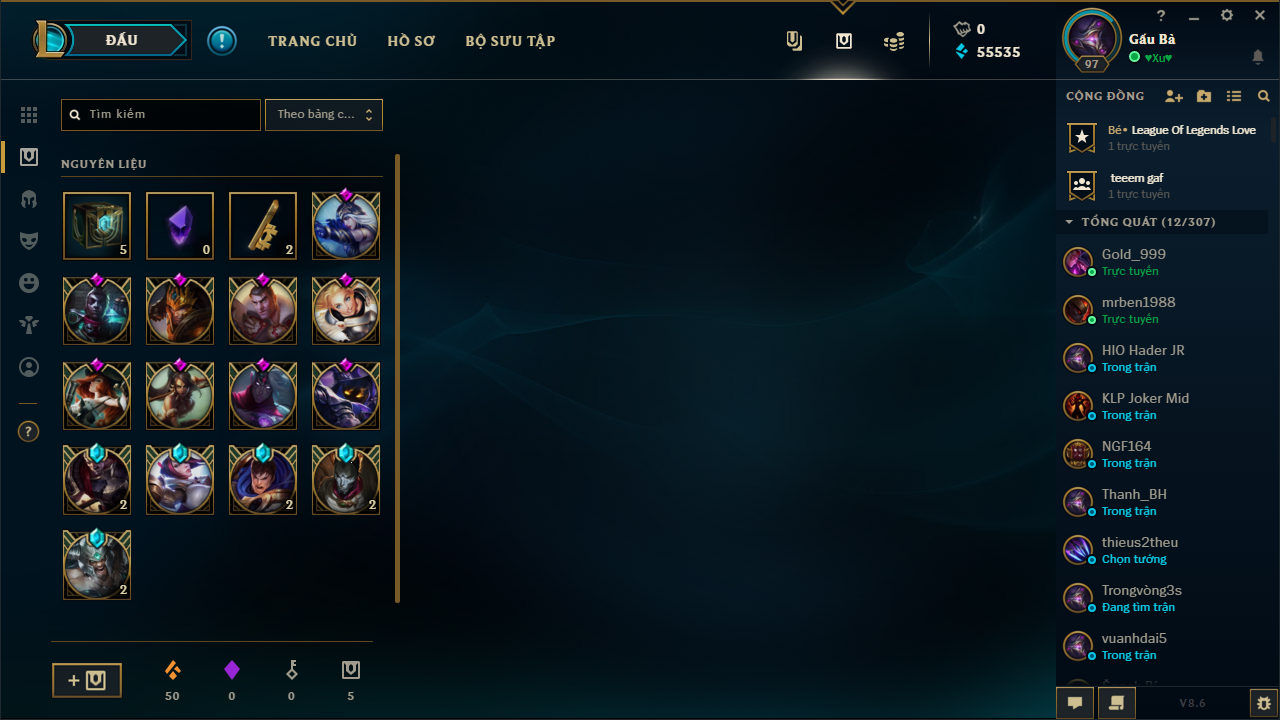 ĐẤU
TRANG CHỦ
HỒ SƠ
BỘ SƯU TẬP
0
55535
?
Gấu Bà
♥Xu♥
97
Tìm kiếm
Theo bảng c...
NGUYÊN LIỆU
5
0
2
2
2
2
2
?
50
0
0
5
CỘNG ĐỒNG
Bé• League Of Legends Love
1 trực tuyến
teeem gaf
1 trực tuyến
TỔNG QUÁT (12/307)
Gold_999
Trực tuyến
mrben1988
Trực tuyến
HIO Hader JR
Trong trận
KLP Joker Mid
Trong trận
NGF164
Trong trận
Thanh_BH
Trong trận
thieus2theu
Chọn tướng
Trongvòng3s
Đang tìm trận
vuanhdai5
Trong trận
V8.6